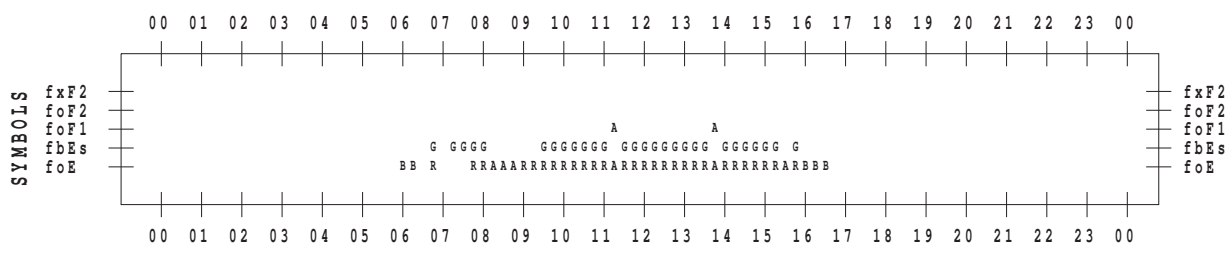 00 01 02 03 04 05 06 07 08 09 10 11 12 13 14 15 16 17 18 19 20 21 22 23 00
SYMBOLS
fxF2 fxF2
foF2 foF2
foF1 A A foF1
fbEs G GGGG GGGGGGG GGGGGGGGG GGGGGG G fbEs
foE BB R RRAAARRRRRRRRRARRRRRRRRRARRRRRRARBBB foE
00 01 02 03 04 05 06 07 08 09 10 11 12 13 14 15 16 17 18 19 20 21 22 23 00